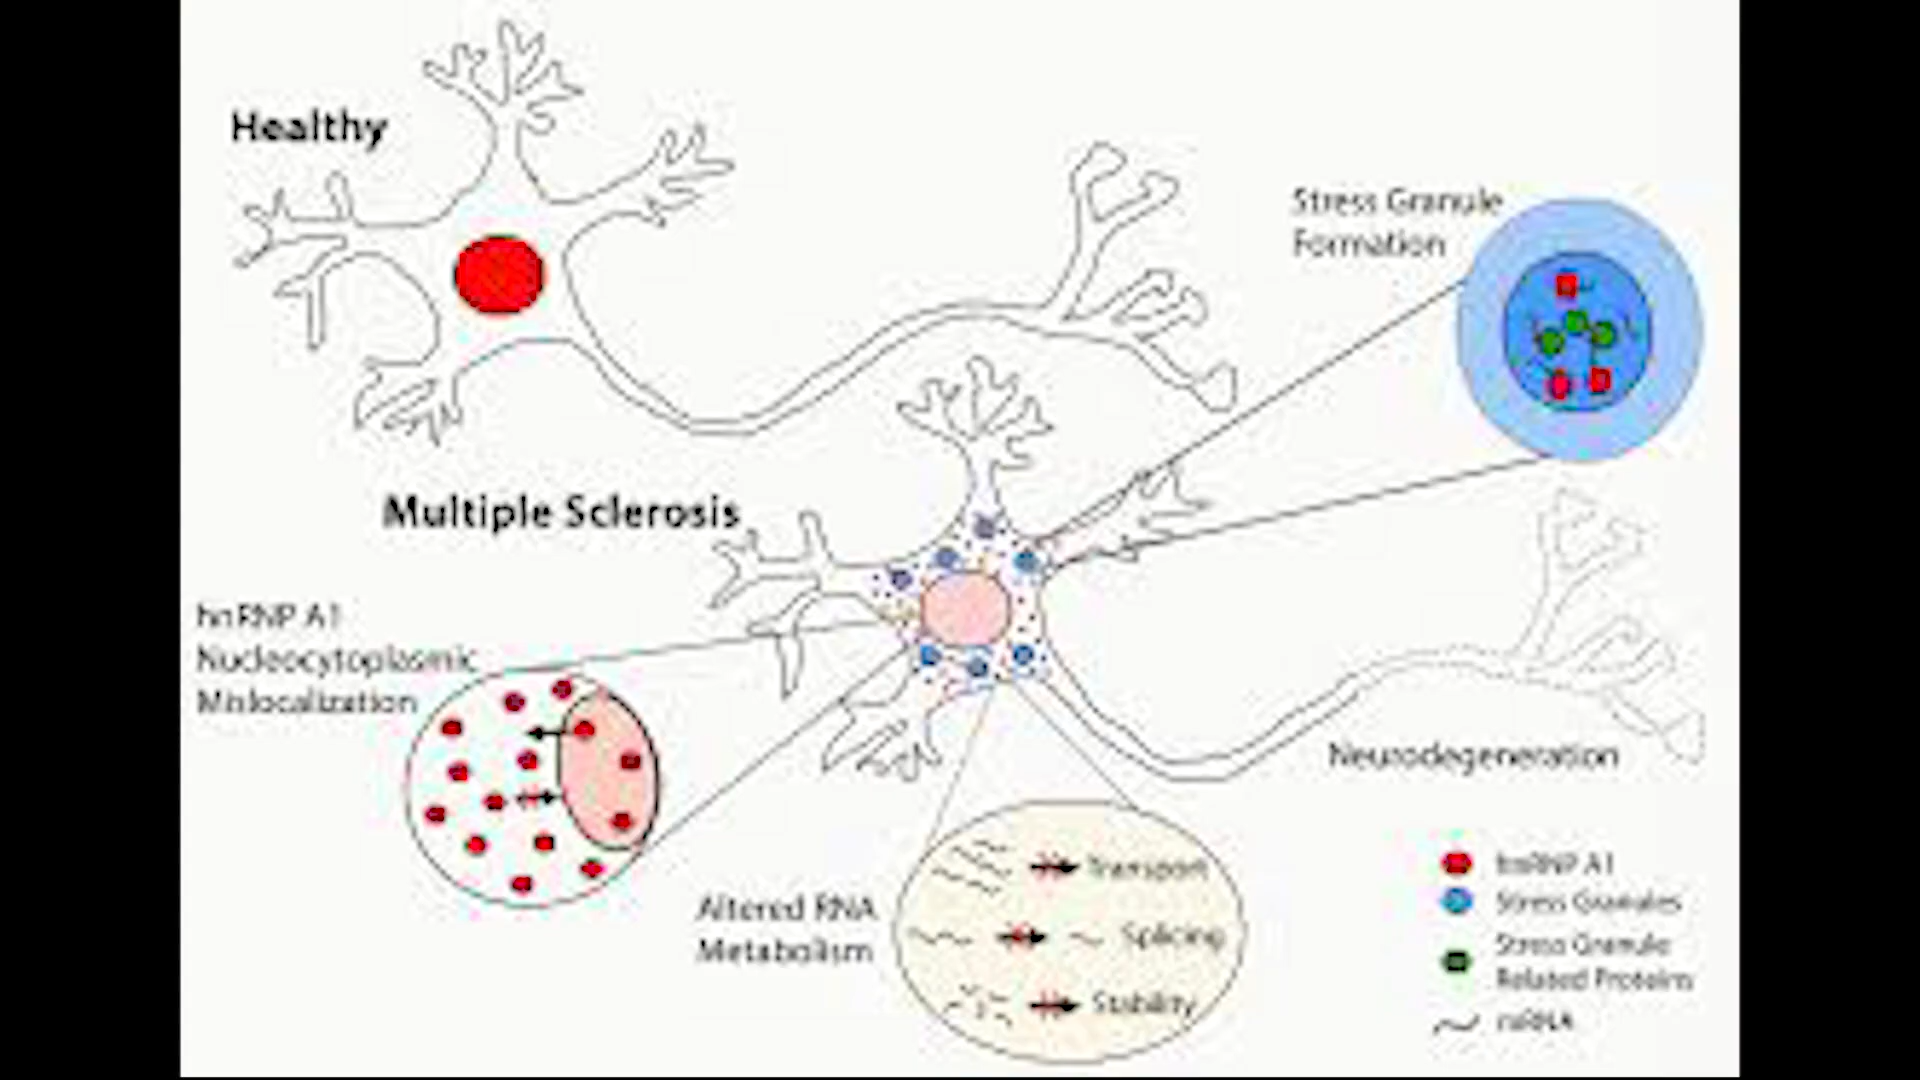 Healthy
Stress Granule
Formation
Multiple Sclerosis
hnRNP A1
Nucleocytoplasmic
Mislocalization
Neurodegeneration
Altered RNA
Metabolism
Transport
Splicing
Stability
hnRNP A1
Stress Granules
Stress Granule
Related Proteins
mRNA